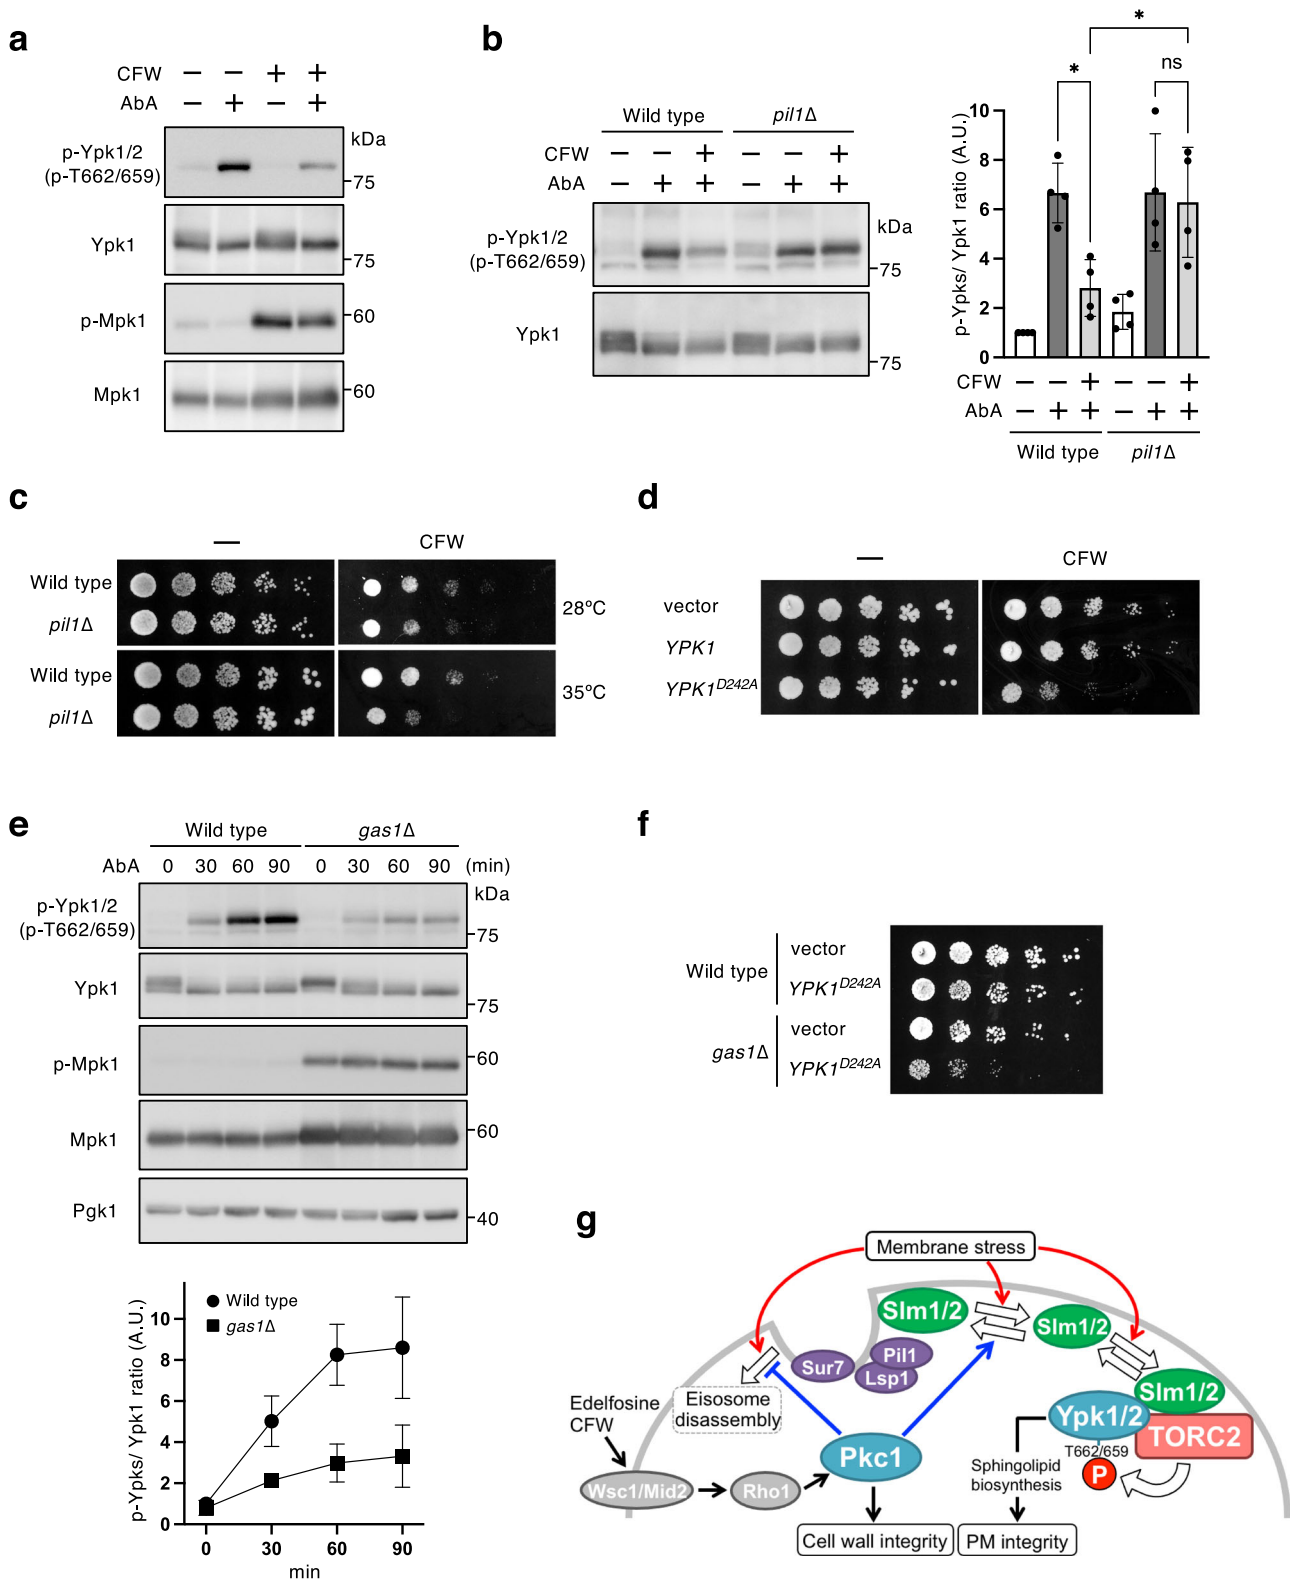 a
CFW − − + +
AbA − + − +
kDa
p-Ypk1/2
(p-T662/659)
75
Ypk1
75
p-Mpk1
60
Mpk1
60
b
Wild type pil1Δ
CFW − − + − − +
AbA − + + − + +
kDa
p-Ypk1/2
(p-T662/659)
75
Ypk1
75
*
* ns
p-Ypks/ Ypk1 ratio (A.U.)
10
8
6
4
2
0
CFW − − + − − +
AbA − + + − + +
Wild type pil1Δ
c
− CFW
Wild type
pil1Δ
28°C
Wild type
pil1Δ
35°C
d
− CFW
vector
YPK1
YPK1D242A
e
Wild type gas1Δ
AbA 0 30 60 90 0 30 60 90 (min)
kDa
p-Ypk1/2
(p-T662/659)
75
Ypk1
75
p-Mpk1
60
Mpk1
60
Pgk1
40
p-Ypks/ Ypk1 ratio (A.U.)
Wild type
gas1Δ
10
8
6
4
2
0
0 30 60 90
min
f
Wild type
vector
YPK1D242A
gas1Δ
vector
YPK1D242A
g
Membrane stress
Slm1/2
Slm1/2
Slm1/2
Sur7
Pil1
Lsp1
Eisosome
disassembly
Edelfosine
CFW
Wsc1/Mid2
Rho1
Pkc1
Ypk1/2
TORC2
T662/659
P
Sphingolipid
biosynthesis
Cell wall integrity
PM integrity